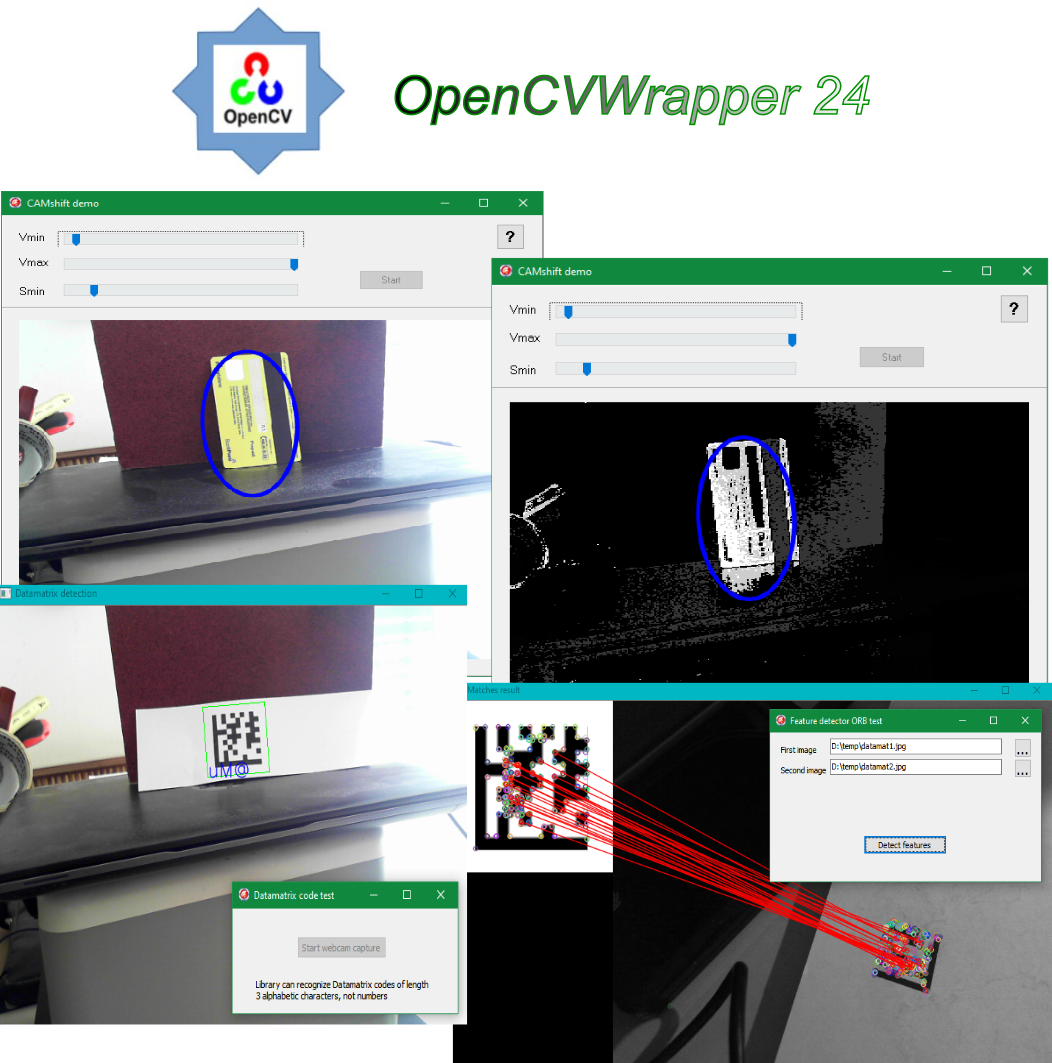 OpenCV
OpenCVWrapper 24
CAMshift demo
Vmin
Vmax
Smin
?
Start
CAMshift demo
Vmin
Vmax
Smin
?
Start
Datamatrix detection
uM@
Datamatrix code test
Start webcam capture
Library can recognize Datamatrix codes of length
3 alphabetic characters, not numbers
Matches result
Feature detector ORB test
First image
D:\temp\datamat1.jpg
...
Second image
D:\temp\datamat2.jpg
...
Detect features